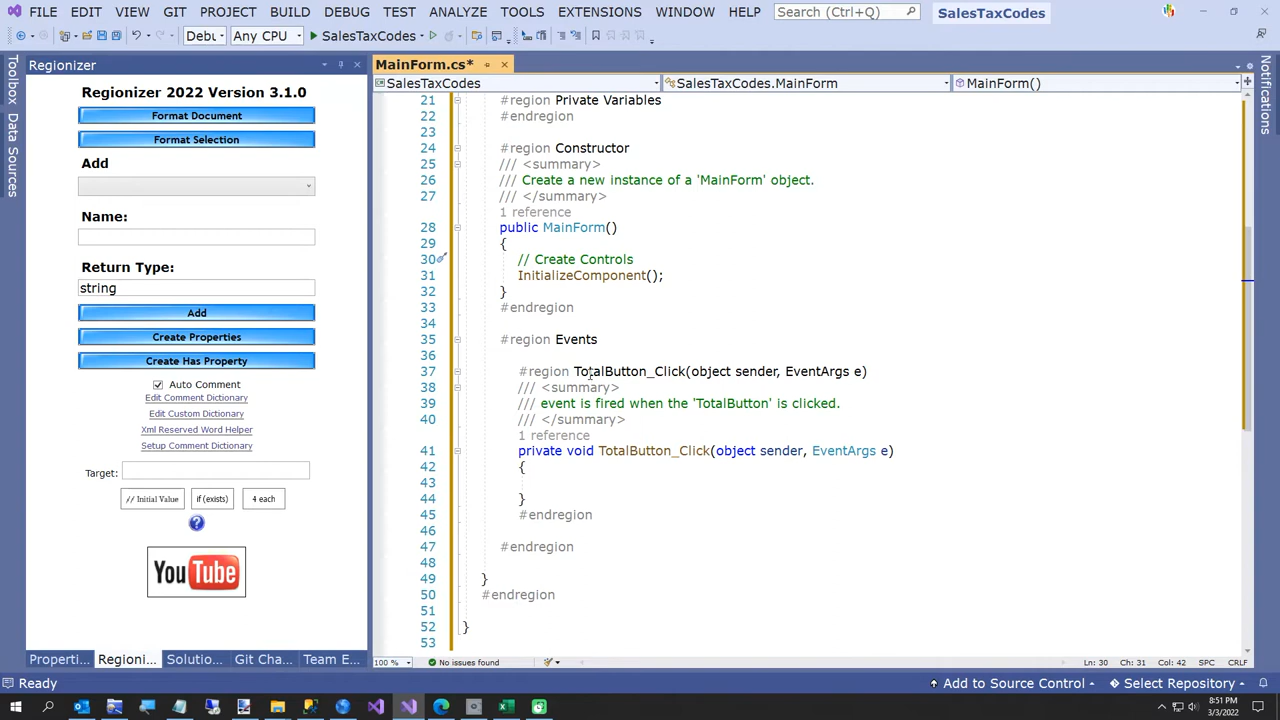 FILE EDIT VIEW GIT PROJECT BUILD DEBUG TEST ANALYZE TOOLS EXTENSIONS WINDOW HELP Search (Ctrl+Q) SalesTaxCodes
Debu Any CPU SalesTaxCodes
Toolbox
Data Sources
Regionizer
Regionizer 2022 Version 3.1.0
Format Document
Format Selection
Add
Name:
Return Type:
string
Add
Create Properties
Create Has Property
Auto Comment
Edit Comment Dictionary
Edit Custom Dictionary
Xml Reserved Word Helper
Setup Comment Dictionary
Target:
// Initial Value if (exists) 4 each
?
YouTube
Properti... Regioni... Solutio... Git Cha... Team E...
MainForm.cs*
SalesTaxCodes SalesTaxCodes.MainForm MainForm()
21 #region Private Variables
22 #endregion
23
24 #region Constructor
25 /// <summary>
26 /// Create a new instance of a 'MainForm' object.
27 /// </summary>
1 reference
28 public MainForm()
29 {
30 // Create Controls
31 InitializeComponent();
32 }
33 #endregion
34
35 #region Events
36
37 #region TotalButton_Click(object sender, EventArgs e)
38 /// <summary>
39 /// event is fired when the 'TotalButton' is clicked.
40 /// </summary>
1 reference
41 private void TotalButton_Click(object sender, EventArgs e)
42 {
43
44 }
45 #endregion
46
47 #endregion
48
49 }
50 #endregion
51
52 }
53
100 % No issues found Ln: 30 Ch: 31 Col: 42 SPC CRLF
Notifications
Ready Add to Source Control Select Repository
8:51 PM
3/3/2022